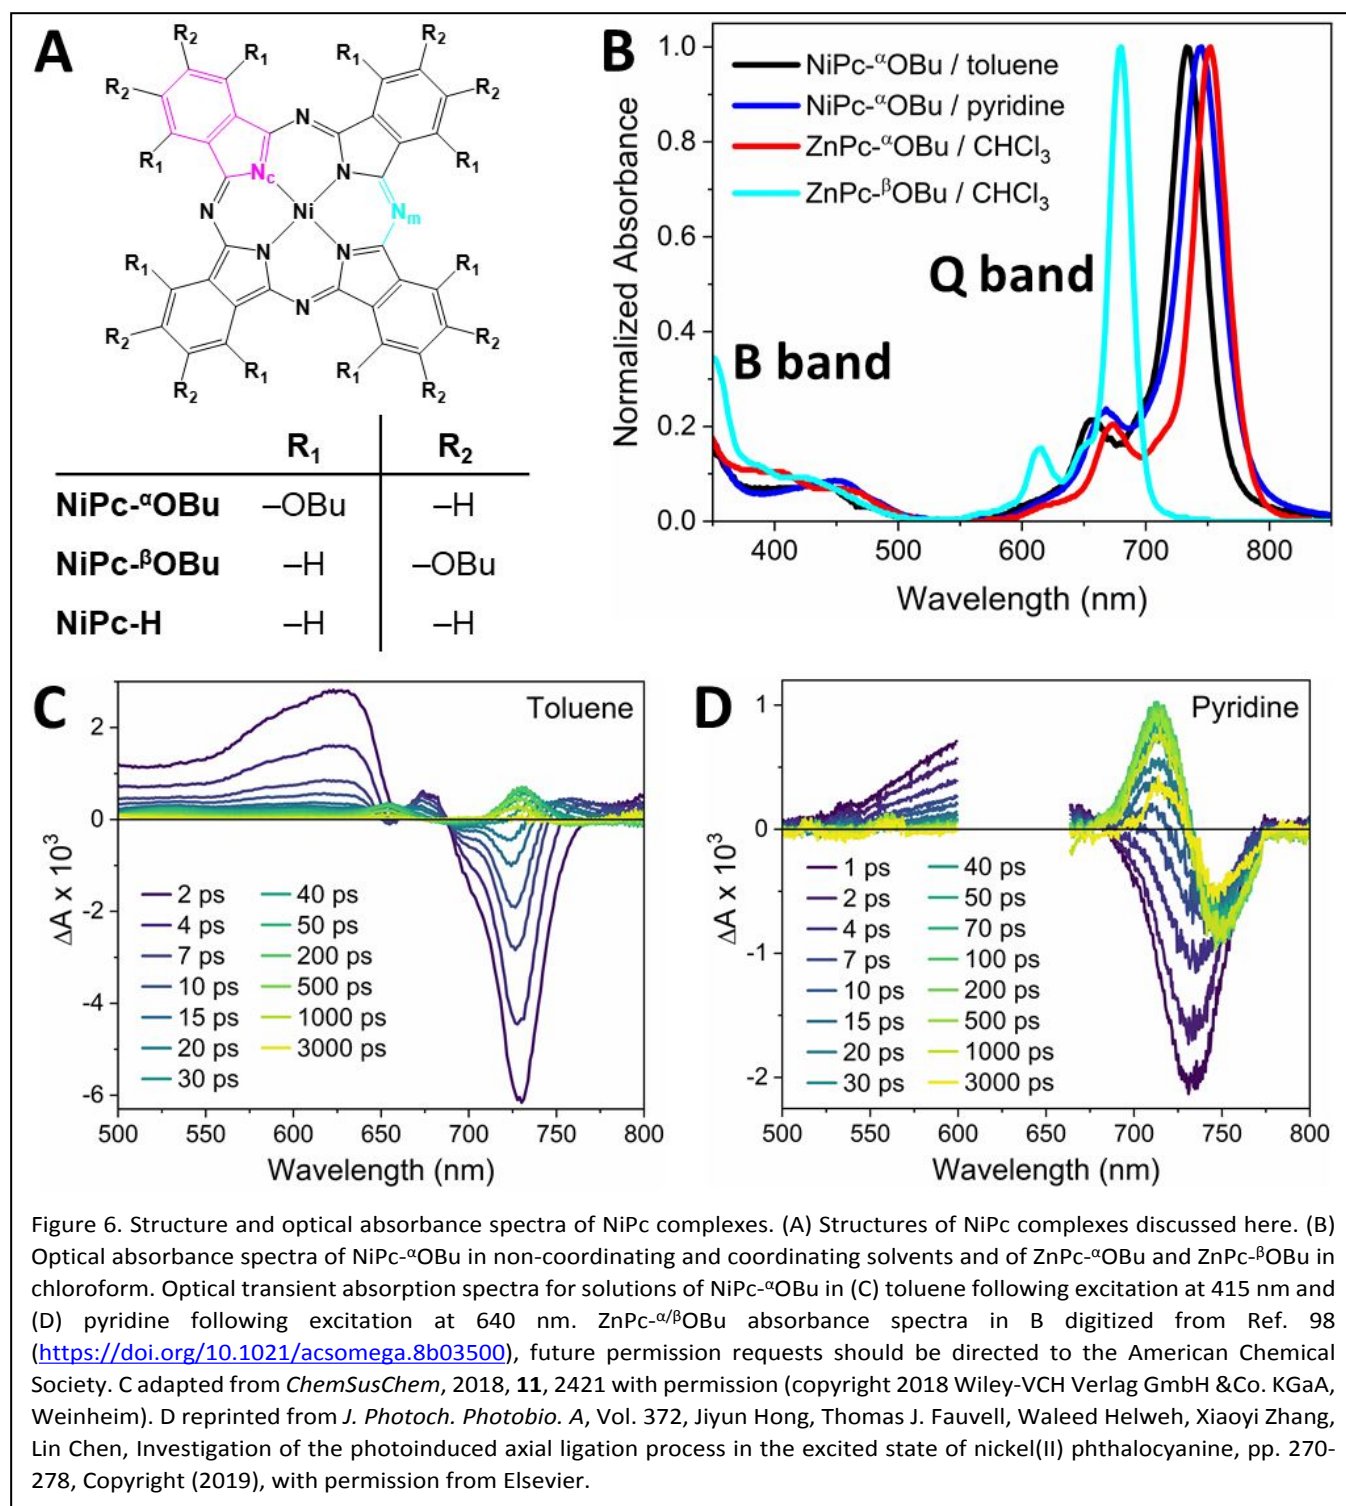 A
R₂
R₁
R₁
R₂
R₂
N
R₂
R₁
R₁
Nc
N
N
Ni
Nm
N
N
R₁
R₁
N
R₂
R₂
R₂
R₁
R₁
R₂
R₁ R₂
NiPc-ᵅOBu –OBu –H
NiPc-ᵝOBu –H –OBu
NiPc-H –H –H
B
NiPc-ᵅOBu / toluene
NiPc-ᵅOBu / pyridine
ZnPc-ᵅOBu / CHCl₃
ZnPc-ᵝOBu / CHCl₃
Q band
B band
Normalized Absorbance
1.0
0.8
0.6
0.4
0.2
0.0
400 500 600 700 800
Wavelength (nm)
C
Toluene
ΔA x 10³
2
0
-2
-4
-6
2 ps 40 ps
4 ps 50 ps
7 ps 200 ps
10 ps 500 ps
15 ps 1000 ps
20 ps 3000 ps
30 ps
500 550 600 650 700 750 800
Wavelength (nm)
D
Pyridine
ΔA x 10³
1
0
-1
-2
1 ps 40 ps
2 ps 50 ps
4 ps 70 ps
7 ps 100 ps
10 ps 200 ps
15 ps 500 ps
20 ps 1000 ps
30 ps 3000 ps
500 550 600 650 700 750 800
Wavelength (nm)
Figure 6. Structure and optical absorbance spectra of NiPc complexes. (A) Structures of NiPc complexes discussed here. (B)
Optical absorbance spectra of NiPc-ᵅOBu in non-coordinating and coordinating solvents and of ZnPc-ᵅOBu and ZnPc-ᵝOBu in
chloroform. Optical transient absorption spectra for solutions of NiPc-ᵅOBu in (C) toluene following excitation at 415 nm and
(D) pyridine following excitation at 640 nm. ZnPc-ᵅ/ᵝOBu absorbance spectra in B digitized from Ref. 98
(https://doi.org/10.1021/acsomega.8b03500), future permission requests should be directed to the American Chemical
Society. C adapted from ChemSusChem, 2018, 11, 2421 with permission (copyright 2018 Wiley-VCH Verlag GmbH &Co. KGaA,
Weinheim). D reprinted from J. Photoch. Photobio. A, Vol. 372, Jiyun Hong, Thomas J. Fauvell, Waleed Helweh, Xiaoyi Zhang,
Lin Chen, Investigation of the photoinduced axial ligation process in the excited state of nickel(II) phthalocyanine, pp. 270-
278, Copyright (2019), with permission from Elsevier.